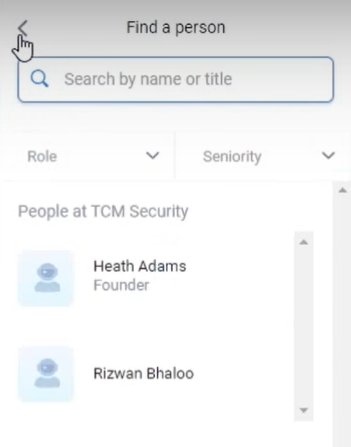 Find a person
Search by name or title
Role
Seniority
People at TCM Security
Heath Adams
Founder
Rizwan Bhaloo